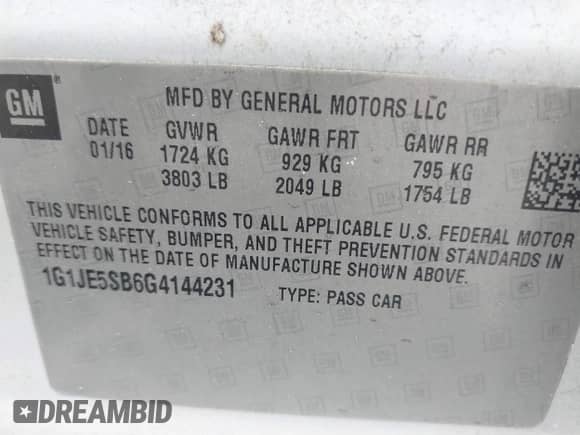 GM ®
MFD BY GENERAL MOTORS LLC
DATE GVWR GAWR FRT GAWR RR
01/16 1724 KG 929 KG 795 KG
3803 LB 2049 LB 1754 LB
THIS VEHICLE CONFORMS TO ALL APPLICABLE U.S. FEDERAL MOTOR
VEHICLE SAFETY, BUMPER, AND THEFT PREVENTION STANDARDS IN
EFFECT ON THE DATE OF MANUFACTURE SHOWN ABOVE.
1G1JE5SB6G4144231 TYPE: PASS CAR
DREAMBID